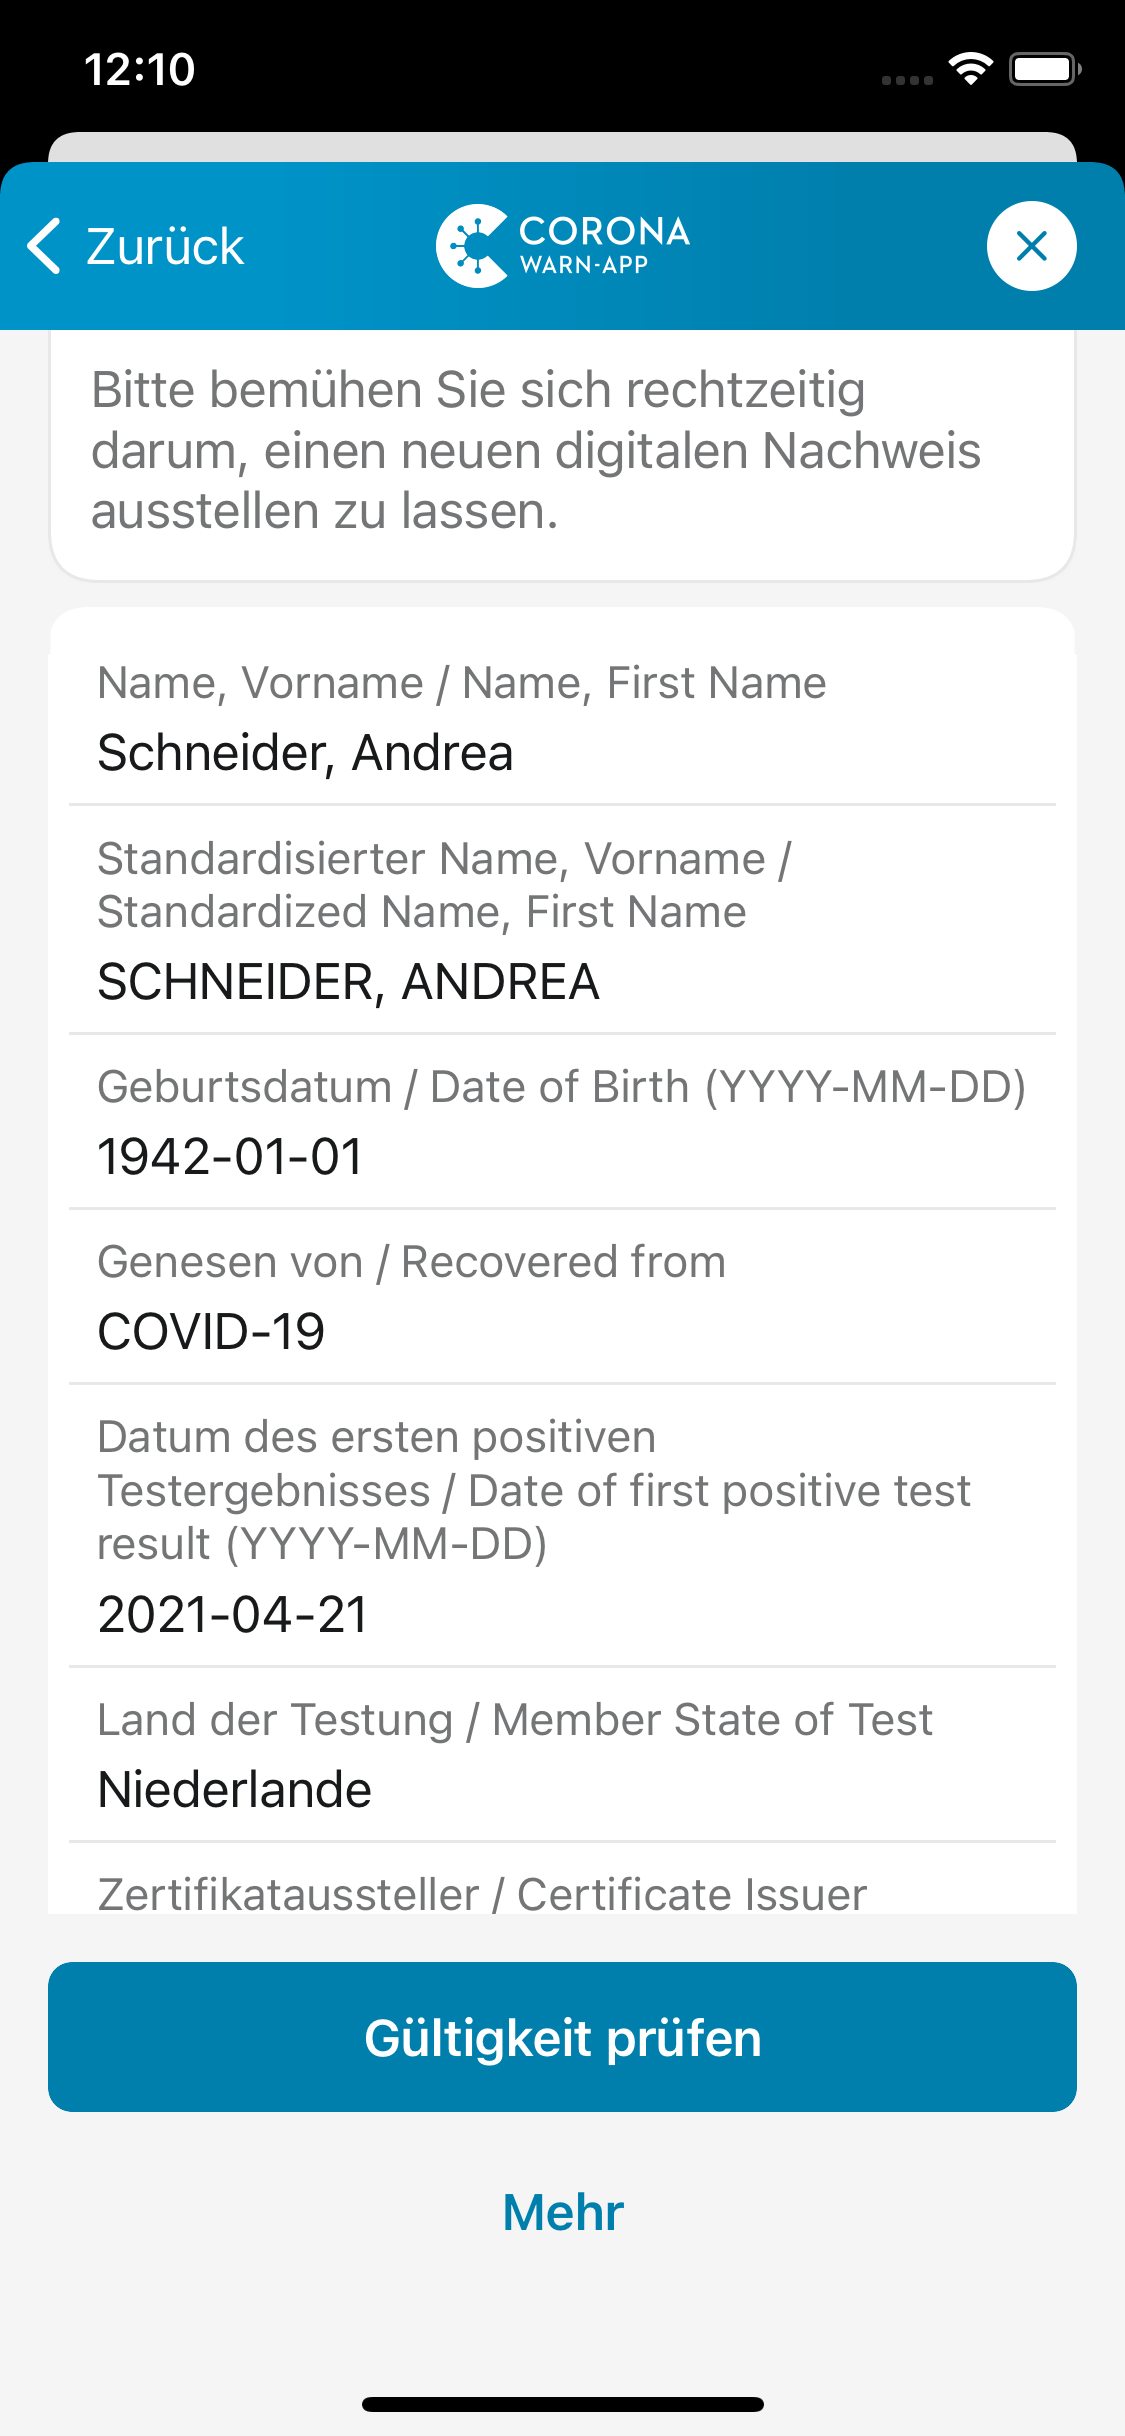 12:10
Zurück
CORONA
WARN-APP
Bitte bemühen Sie sich rechtzeitig
darum, einen neuen digitalen Nachweis
ausstellen zu lassen.
Name, Vorname / Name, First Name
Schneider, Andrea
Standardisierter Name, Vorname /
Standardized Name, First Name
SCHNEIDER, ANDREA
Geburtsdatum / Date of Birth (YYYY-MM-DD)
1942-01-01
Genesen von / Recovered from
COVID-19
Datum des ersten positiven
Testergebnisses / Date of first positive test
result (YYYY-MM-DD)
2021-04-21
Land der Testung / Member State of Test
Niederlande
Zertifikataussteller / Certificate Issuer
Gültigkeit prüfen
Mehr